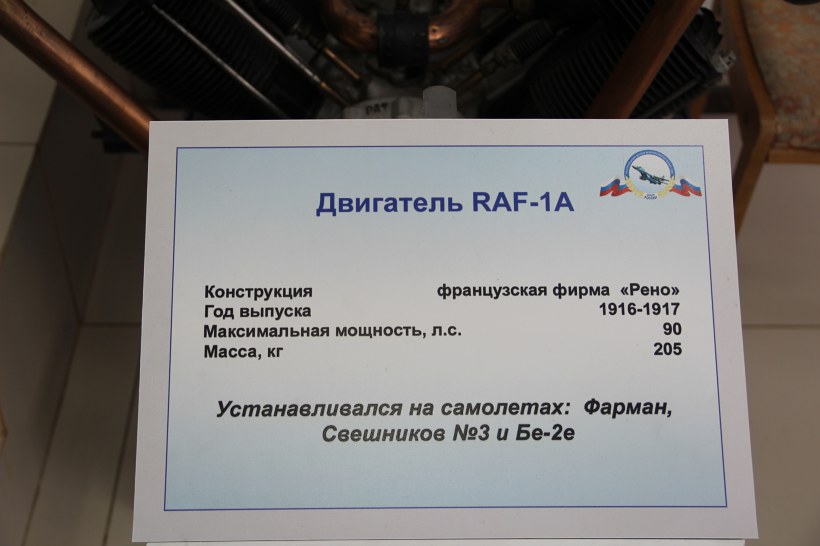 Двигатель RAF-1A
Конструкция французская фирма «Рено»
Год выпуска 1916-1917
Максимальная мощность, л.с. 90
Масса, кг 205
Устанавливался на самолетах: Фарман,
Свешников №3 и Бе-2е